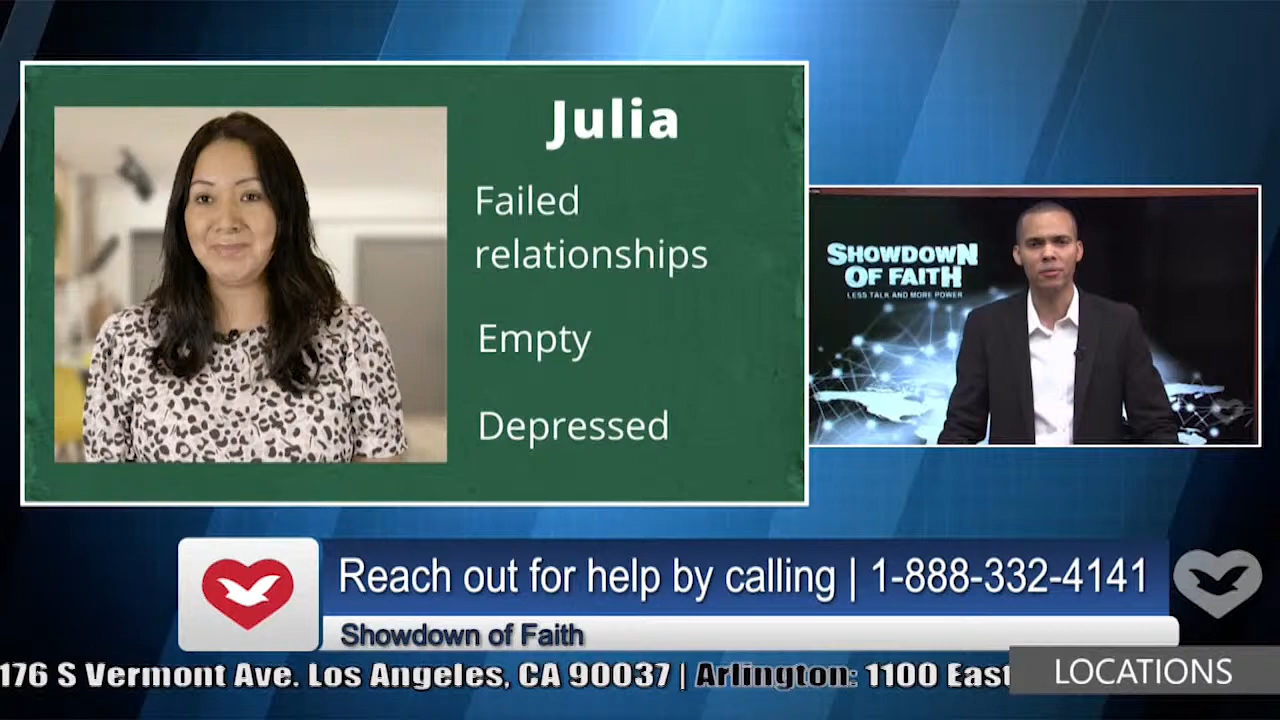 Julia
Failed
relationships
Empty
Depressed
SHOWDOWN
OF FAITH
LESS TALK AND MORE POWER
Reach out for help by calling | 1-888-332-4141
Showdown of Faith
176 S Vermont Ave. Los Angeles, CA 90037 | Arlington: 1100 East
LOCATIONS